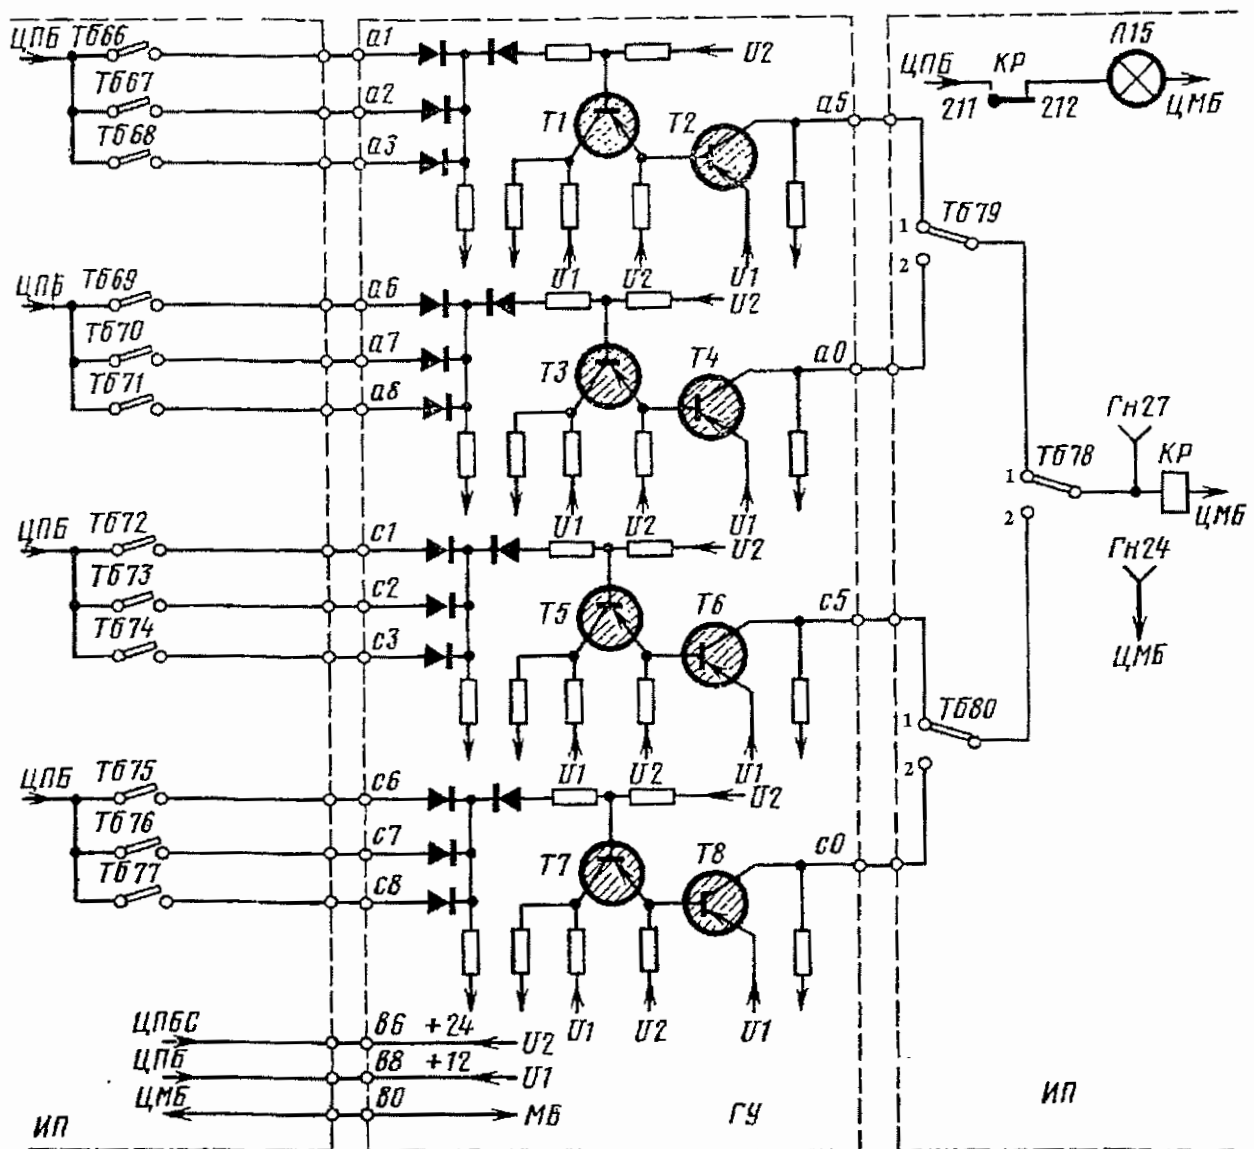 ЦПБ Тб66 а1 U2
Тб67 а2
Тб68 а3
Т1 Т2 а5
ЦПБ КР Л15
211 212 ЦМБ
1 Тб79
2
U1 U2 U1
ЦПБ Тб69 а6 U2
Тб70 а7
Тб71 а8
Т3 Т4 а0
Гн27
1 Тб78 КР
2 ЦМБ
U1 U2 U1
ЦПБ Тб72 с1 U2
Тб73 с2
Тб74 с3
Т5 Т6 с5
Гн24
ЦМБ
1 Тб80
2
U1 U2 U1
ЦПБ Тб75 с6 U2
Тб76 с7
Тб77 с8
Т7 Т8 с0
U1 U2 U1
ЦПБС в6 +24 U2
ЦПБ в8 +12 U1
ЦМБ в0 МБ
ИП ГУ ИП